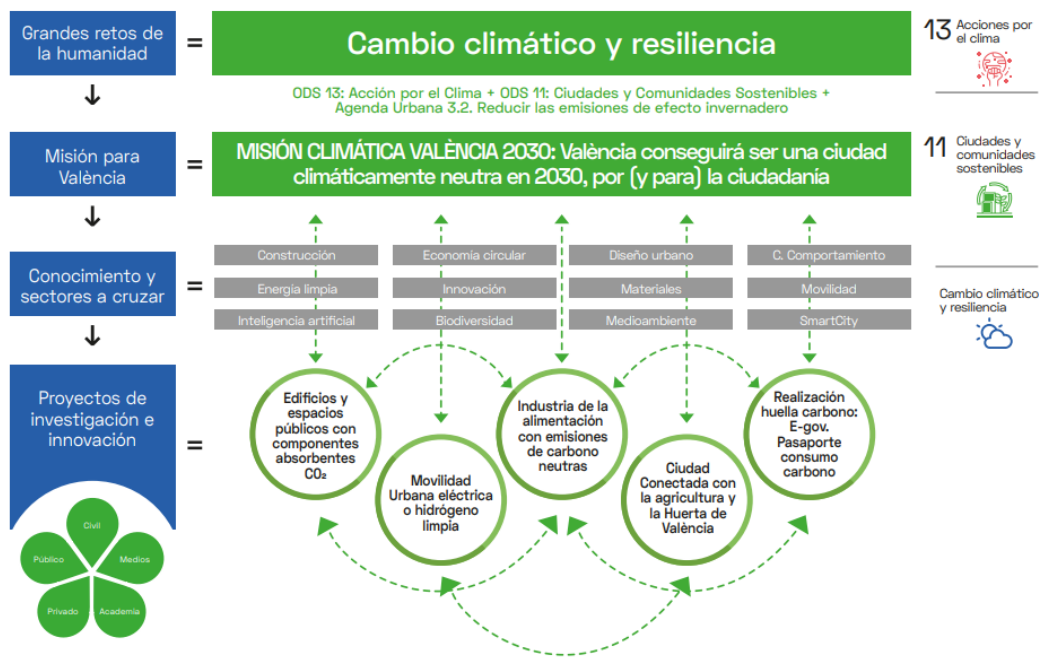 Grandes retos de
la humanidad
=
Cambio climático y resiliencia
13 Acciones por
el clima
ODS 13: Acción por el Clima + ODS 11: Ciudades y Comunidades Sostenibles +
Agenda Urbana 3.2. Reducir las emisiones de efecto invernadero
Misión para
València
=
MISIÓN CLIMÁTICA VALÈNCIA 2030: València conseguirá ser una ciudad
climáticamente neutra en 2030, por (y para) la ciudadanía
11 Ciudades y
comunidades
sostenibles
Conocimiento y
sectores a cruzar
=
Construcción
Economía circular
Diseño urbano
C. Comportamiento
Energía limpia
Innovación
Materiales
Movilidad
Inteligencia artificial
Biodiversidad
Medioambiente
SmartCity
Cambio climático
y resiliencia
Proyectos de
investigación e
innovación
=
Edificios y
espacios
públicos con
componentes
absorbentes
CO₂
Movilidad
Urbana eléctrica
o hidrógeno
limpia
Industria de la
alimentación
con emisiones
de carbono
neutras
Ciudad
Conectada con
la agricultura y
la Huerta de
València
Realización
huella carbono:
E-gov.
Pasaporte
consumo
carbono
Civil
Público
Medios
Privado
Academia